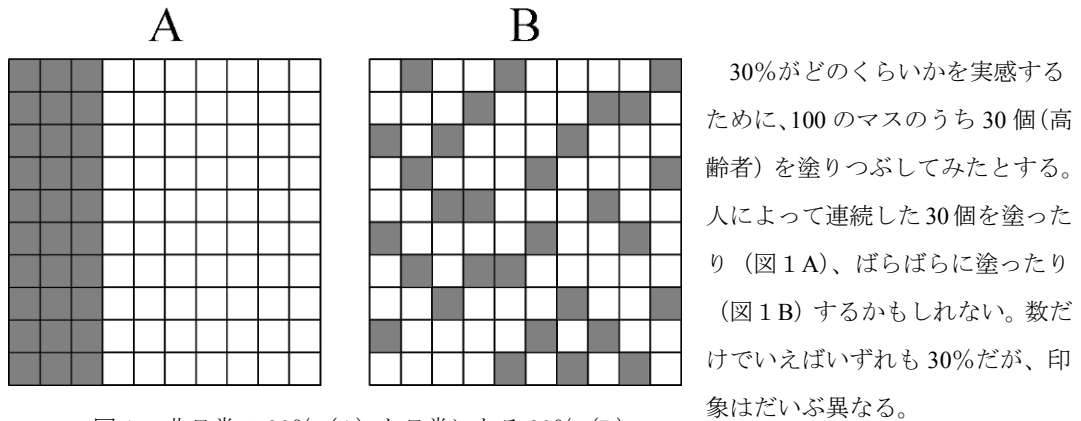 A
B
30%がどのくらいかを実感する
ために、100 のマスのうち 30 個(高
齢者)を塗りつぶしてみたとする。
人によって連続した 30 個を塗った
り(図1A)、ばらばらに塗ったり
(図1B)するかもしれない。数だ
けでいえばいずれも 30%だが、印
象はだいぶ異なる。